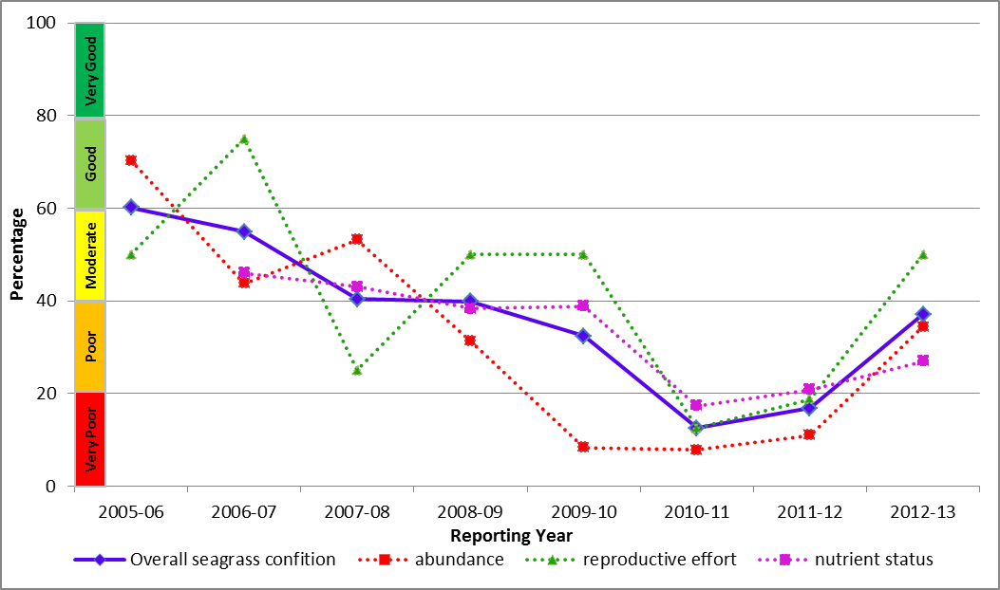 100
80
60
40
20
0
Very Good
Good
Moderate
Poor
Very Poor
Percentage
2005-06 2006-07 2007-08 2008-09 2009-10 2010-11 2011-12 2012-13
Reporting Year
Overall seagrass confition abundance reproductive effort nutrient status